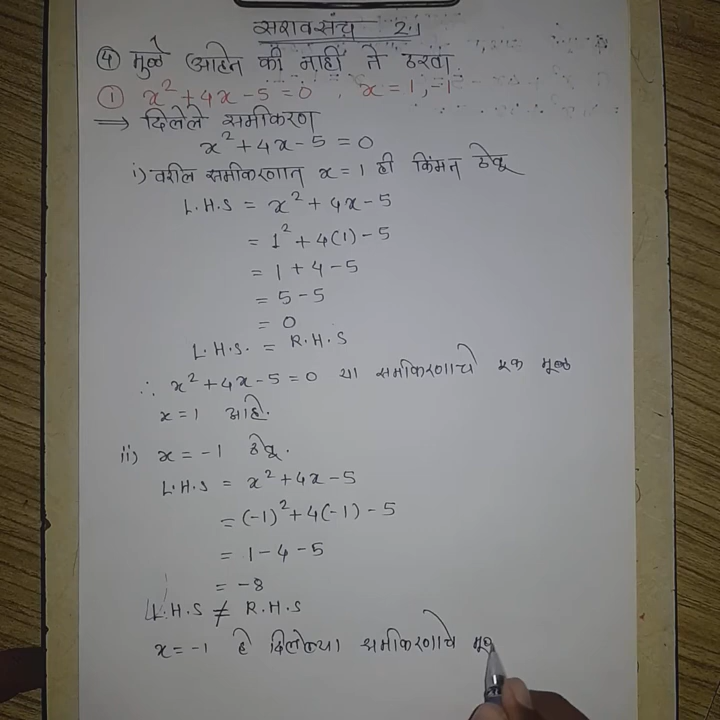 सरावसंच 2.1
④ मुळे आहेत की नाही ते ठरवा
① x² + 4x - 5 = 0 , x = 1, -1
⇒ दिलेले समीकरण
x² + 4x - 5 = 0
i) वरील समीकरणात x = 1 ही किंमत ठेवू
L.H.S = x² + 4x - 5
= 1² + 4(1) - 5
= 1 + 4 - 5
= 5 - 5
= 0
L.H.S. = R.H.S
∴ x² + 4x - 5 = 0 या समीकरणाचे एक मूळ
x = 1 आहे.
ii) x = -1 ठेवू.
L.H.S = x² + 4x - 5
= (-1)² + 4(-1) - 5
= 1 - 4 - 5
= -8
L.H.S ≠ R.H.S
x = -1 हे दिलेल्या समीकरणाचे